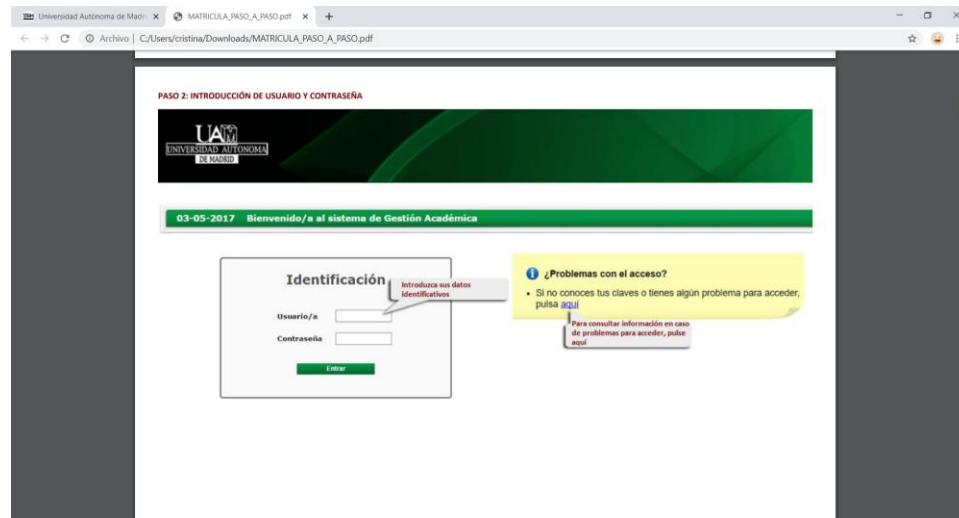 Universidad Autónoma de Madri
MATRICULA_PASO_A_PASO.pdf
Archivo | C:/Users/cristina/Downloads/MATRICULA_PASO_A_PASO.pdf
PASO 2: INTRODUCCIÓN DE USUARIO Y CONTRASEÑA
UAM
UNIVERSIDAD AUTONOMA
DE MADRID
03-05-2017 Bienvenido/a al sistema de Gestión Académica
Identificación
Introduzca sus datos
identificativos
Usuario/a
Contraseña
Entrar
¿Problemas con el acceso?
• Si no conoces tus claves o tienes algún problema para acceder,
pulsa aquí
Para consultar información en caso
de problemas para acceder, pulse
aquí